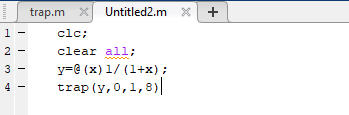 trap.m × Untitled2.m × +
1 – clc;
2 – clear all;
3 – y=@(x)1/(1+x);
4 – trap(y,0,1,8)